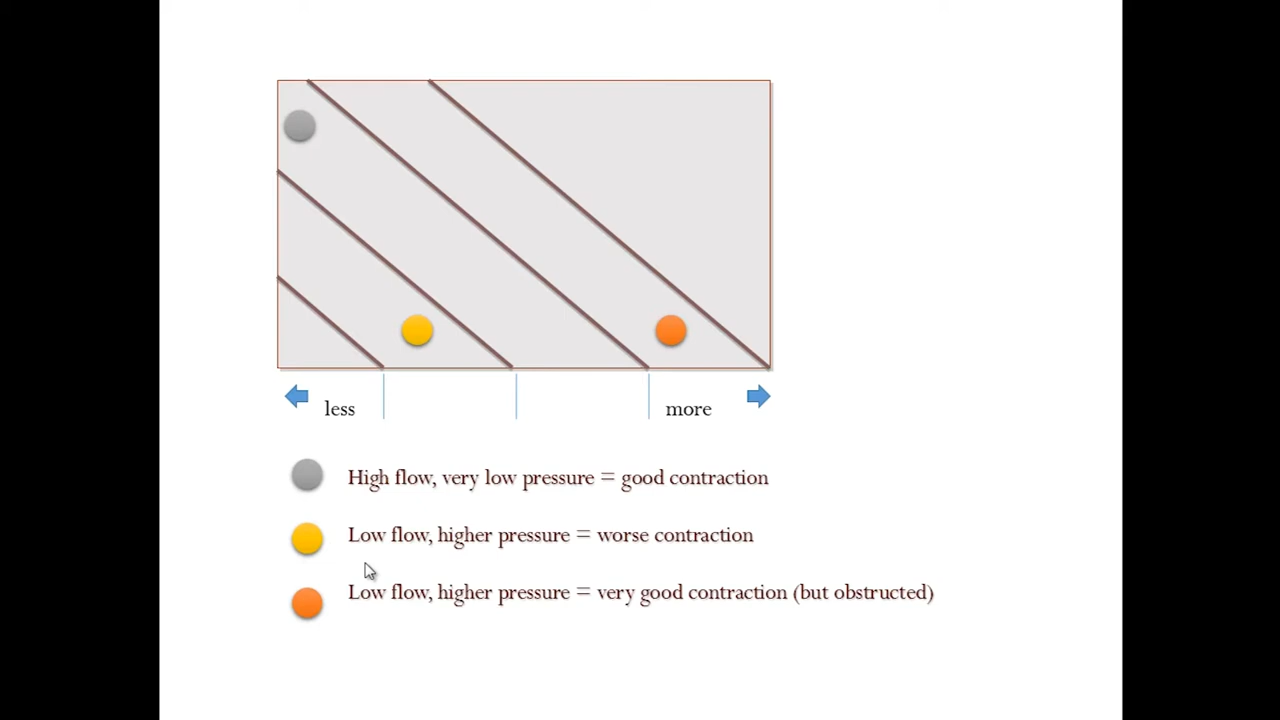 less
more
High flow, very low pressure = good contraction
Low flow, higher pressure = worse contraction
Low flow, higher pressure = very good contraction (but obstructed)